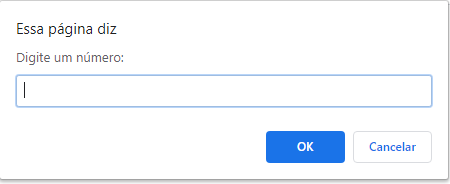 Essa página diz
Digite um número:
OK
Cancelar